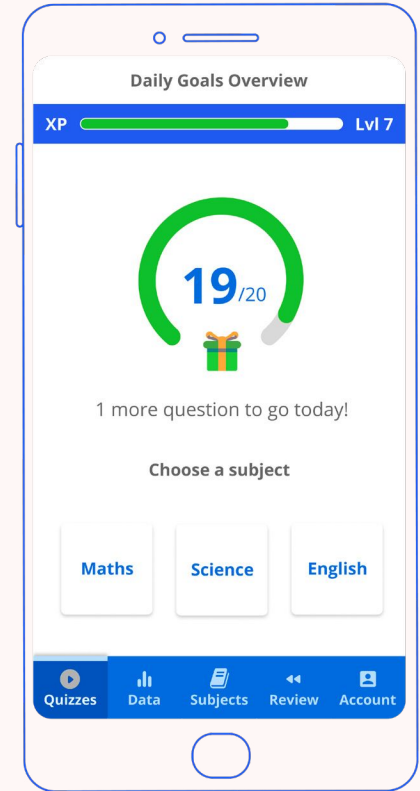 Daily Goals Overview
XP Lvl 7
19/20
1 more question to go today!
Choose a subject
Maths Science English
Quizzes Data Subjects Review Account